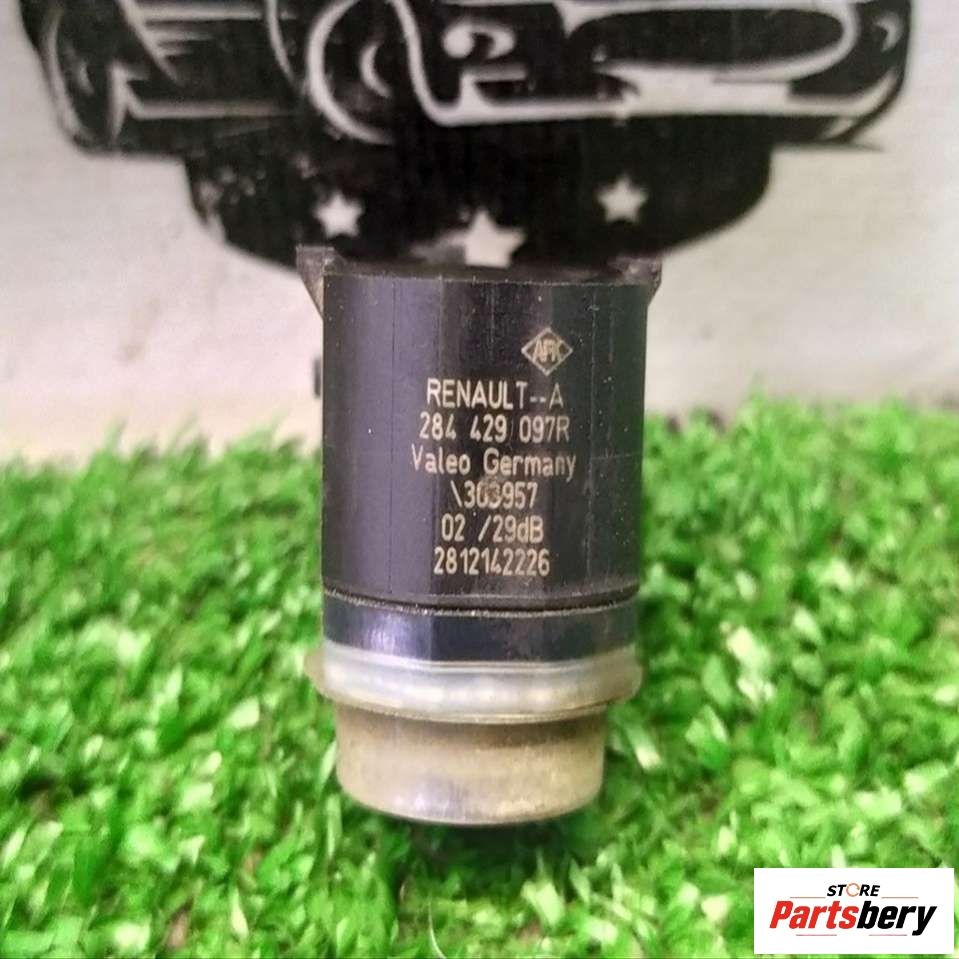 RENAULT--A
284 429 097R
Valeo Germany
\303957
02 /29dB
2812142226
STORE
Partsbery